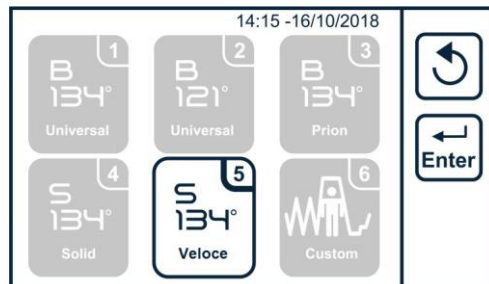 14:15 -16/10/2018
1
B
134°
Universal
2
B
121°
Universal
3
B
134°
Prion
4
S
134°
Solid
5
S
134°
Veloce
6
Custom
Enter